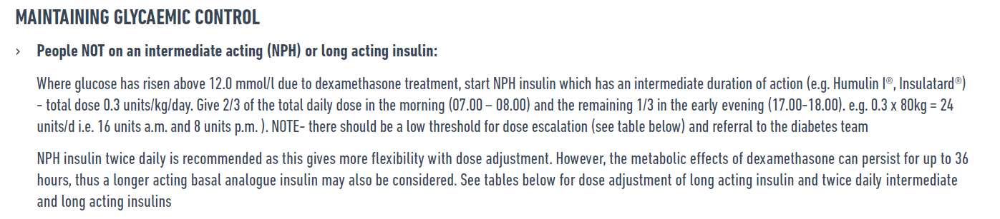 MAINTAINING GLYCAEMIC CONTROL
› People NOT on an intermediate acting (NPH) or long acting insulin:
Where glucose has risen above 12.0 mmol/l due to dexamethasone treatment, start NPH insulin which has an intermediate duration of action (e.g. Humulin I®, Insulatard®)
- total dose 0.3 units/kg/day. Give 2/3 of the total daily dose in the morning (07.00 – 08.00) and the remaining 1/3 in the early evening (17.00-18.00). e.g. 0.3 x 80kg = 24
units/d i.e. 16 units a.m. and 8 units p.m. ). NOTE- there should be a low threshold for dose escalation (see table below) and referral to the diabetes team
NPH insulin twice daily is recommended as this gives more flexibility with dose adjustment. However, the metabolic effects of dexamethasone can persist for up to 36
hours, thus a longer acting basal analogue insulin may also be considered. See tables below for dose adjustment of long acting insulin and twice daily intermediate
and long acting insulins